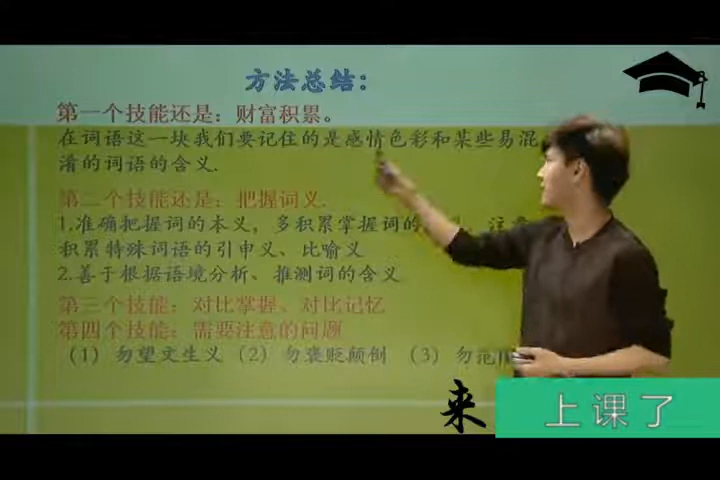 方法总结：
第一个技能还是：财富积累。
在词语这一块我们要记住的是感情色彩和某些易混
淆的词语的含义.
第二个技能还是：把握词义.
1.准确把握词的本义，多积累掌握词的 注意
积累特殊词语的引申义、比喻义
2.善于根据语境分析、推测词的含义
第三个技能：对比掌握、对比记忆
第四个技能：需要注意的问题
（1）勿望文生义（2）勿褒贬颠倒（3）勿范
来 上课了